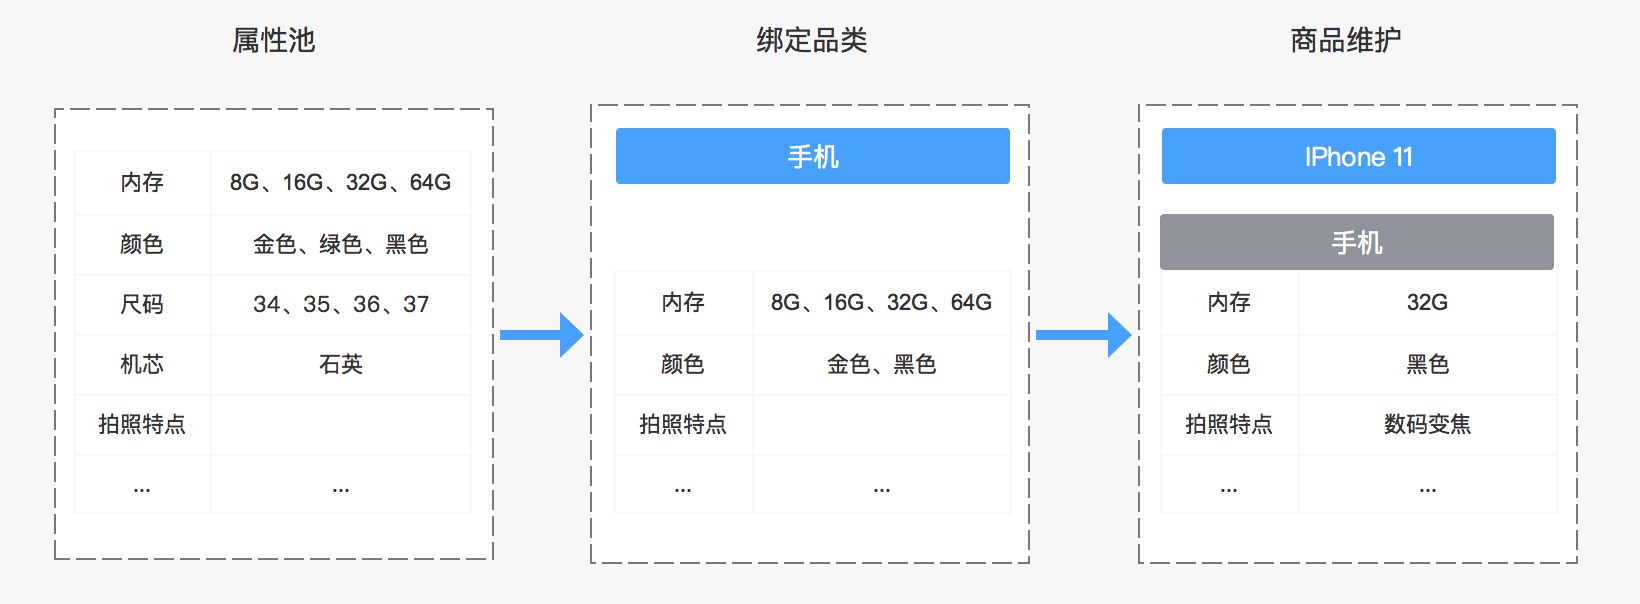 属性池
绑定品类
商品维护
内存 8G、16G、32G、64G
颜色 金色、绿色、黑色
尺码 34、35、36、37
机芯 石英
拍照特点
... ...
手机
内存 8G、16G、32G、64G
颜色 金色、黑色
拍照特点
... ...
IPhone 11
手机
内存 32G
颜色 黑色
拍照特点 数码变焦
... ...